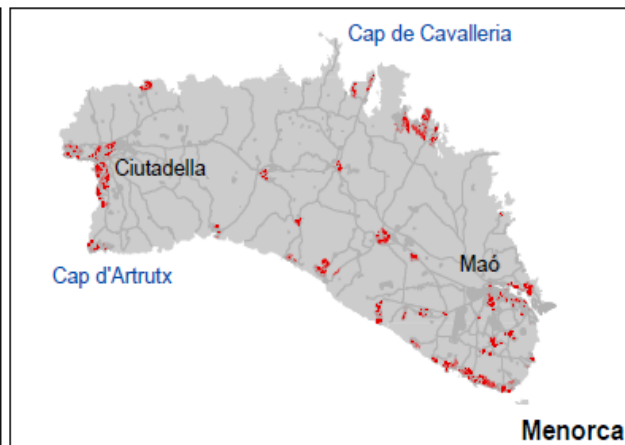 Cap de Cavalleria
Ciutadella
Maó
Cap d'Artrutx
Menorca